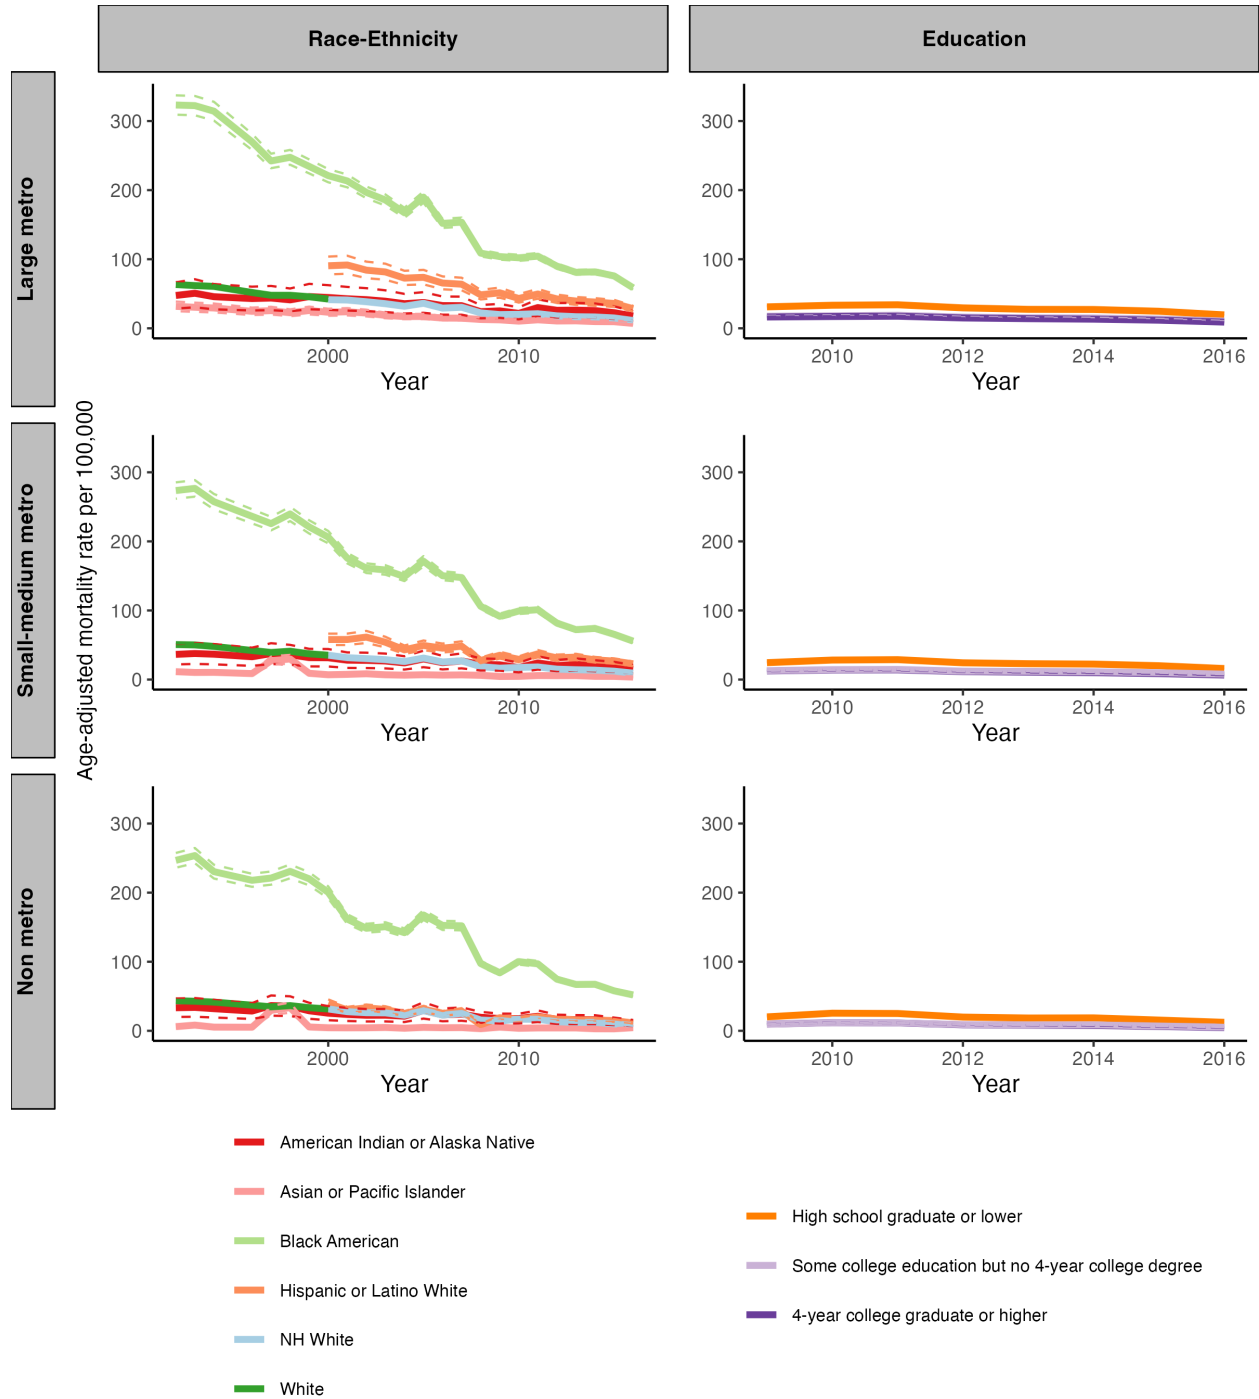 Race-Ethnicity
Education
Large metro
300
200
100
0
2000
2010
Year
300
200
100
0
2010
2012
2014
2016
Year
Age-adjusted mortality rate per 100,000
Small-medium metro
300
200
100
0
2000
2010
Year
300
200
100
0
2010
2012
2014
2016
Year
Non metro
300
200
100
0
2000
2010
Year
300
200
100
0
2010
2012
2014
2016
Year
American Indian or Alaska Native
Asian or Pacific Islander
Black American
Hispanic or Latino White
NH White
White
High school graduate or lower
Some college education but no 4-year college degree
4-year college graduate or higher